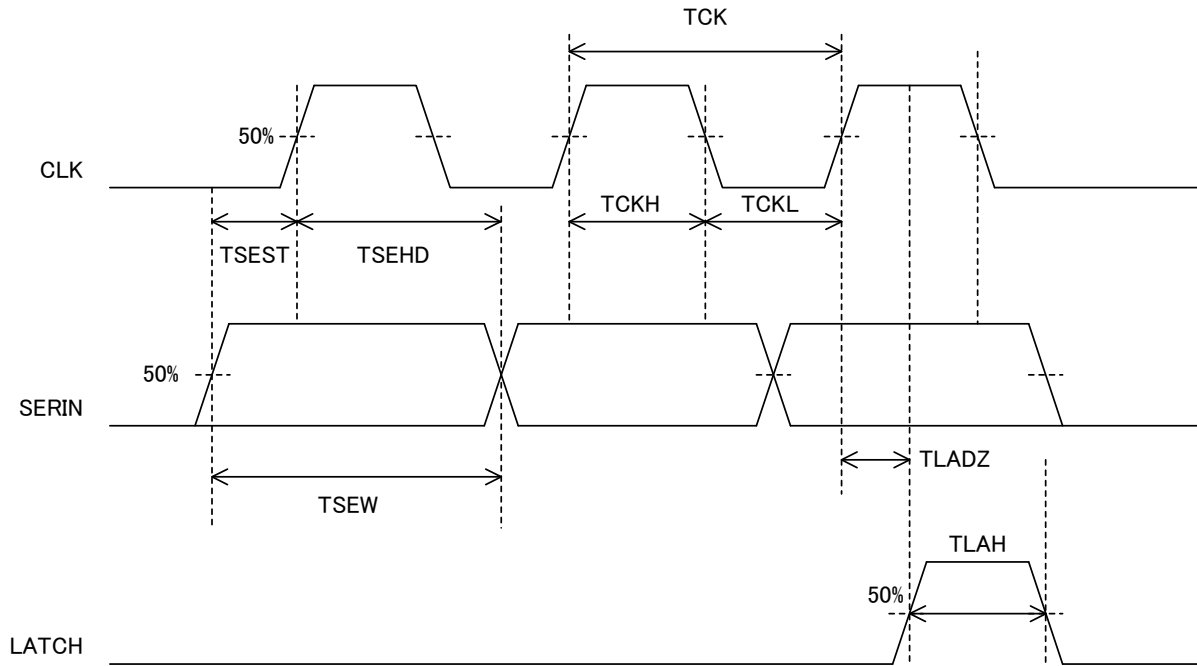 TCK
50%
CLK
TCKH
TCKL
TSEST
TSEHD
50%
SERIN
TLADZ
TSEW
TLAH
50%
LATCH